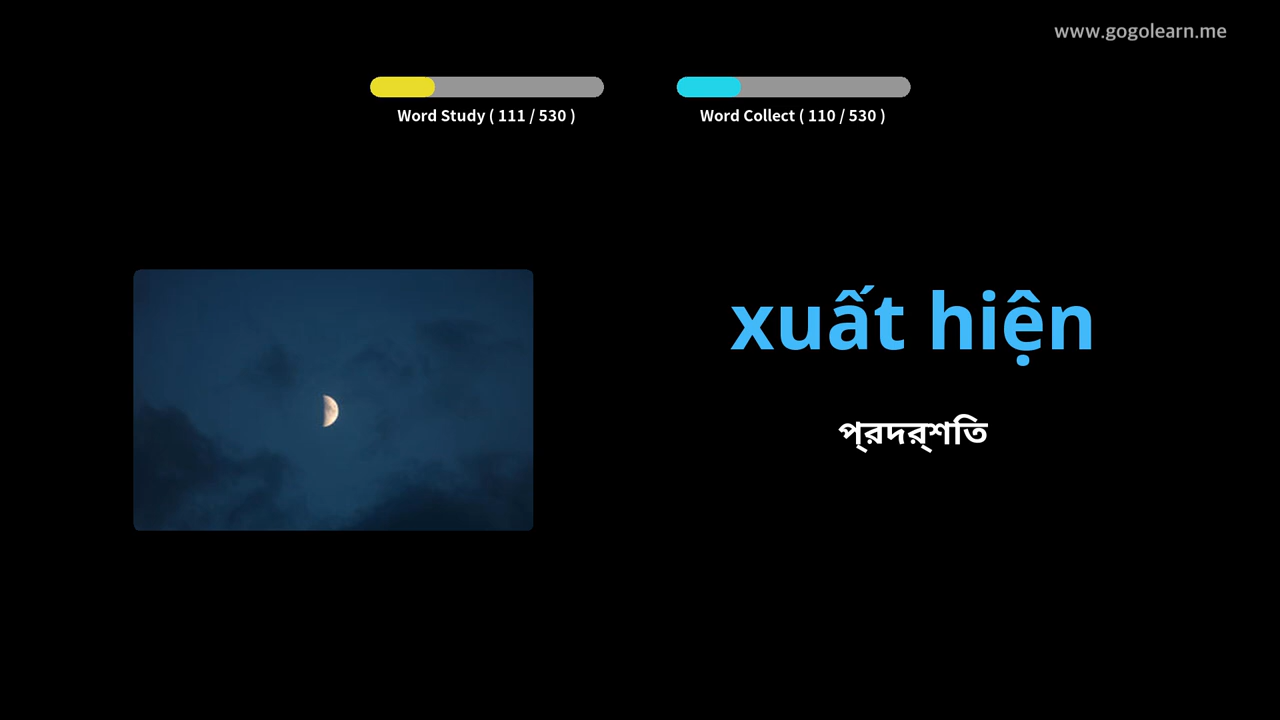 www.gogolearn.me
Word Study ( 111 / 530 )
Word Collect ( 110 / 530 )
xuất hiện
প্রদর্শিত